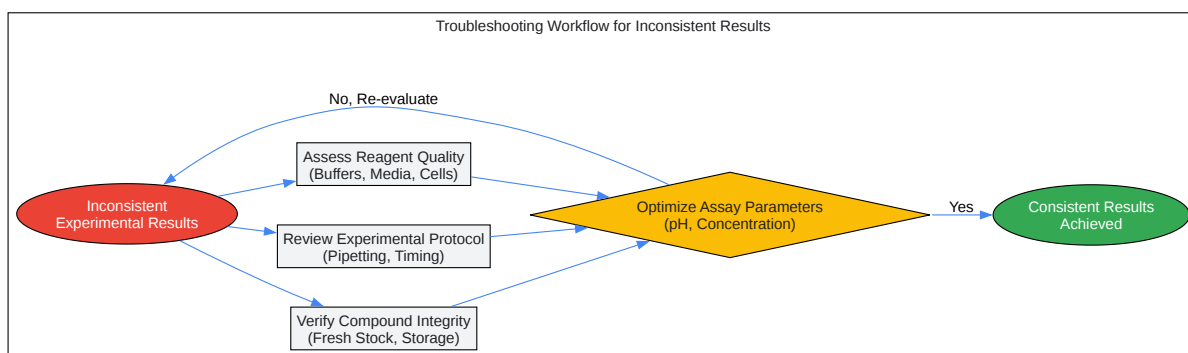 Troubleshooting Workflow for Inconsistent Results
No, Re-evaluate
Assess Reagent Quality
(Buffers, Media, Cells)
Inconsistent
Experimental Results
Review Experimental Protocol
(Pipetting, Timing)
Verify Compound Integrity
(Fresh Stock, Storage)
Optimize Assay Parameters
(pH, Concentration)
Yes
Consistent Results
Achieved